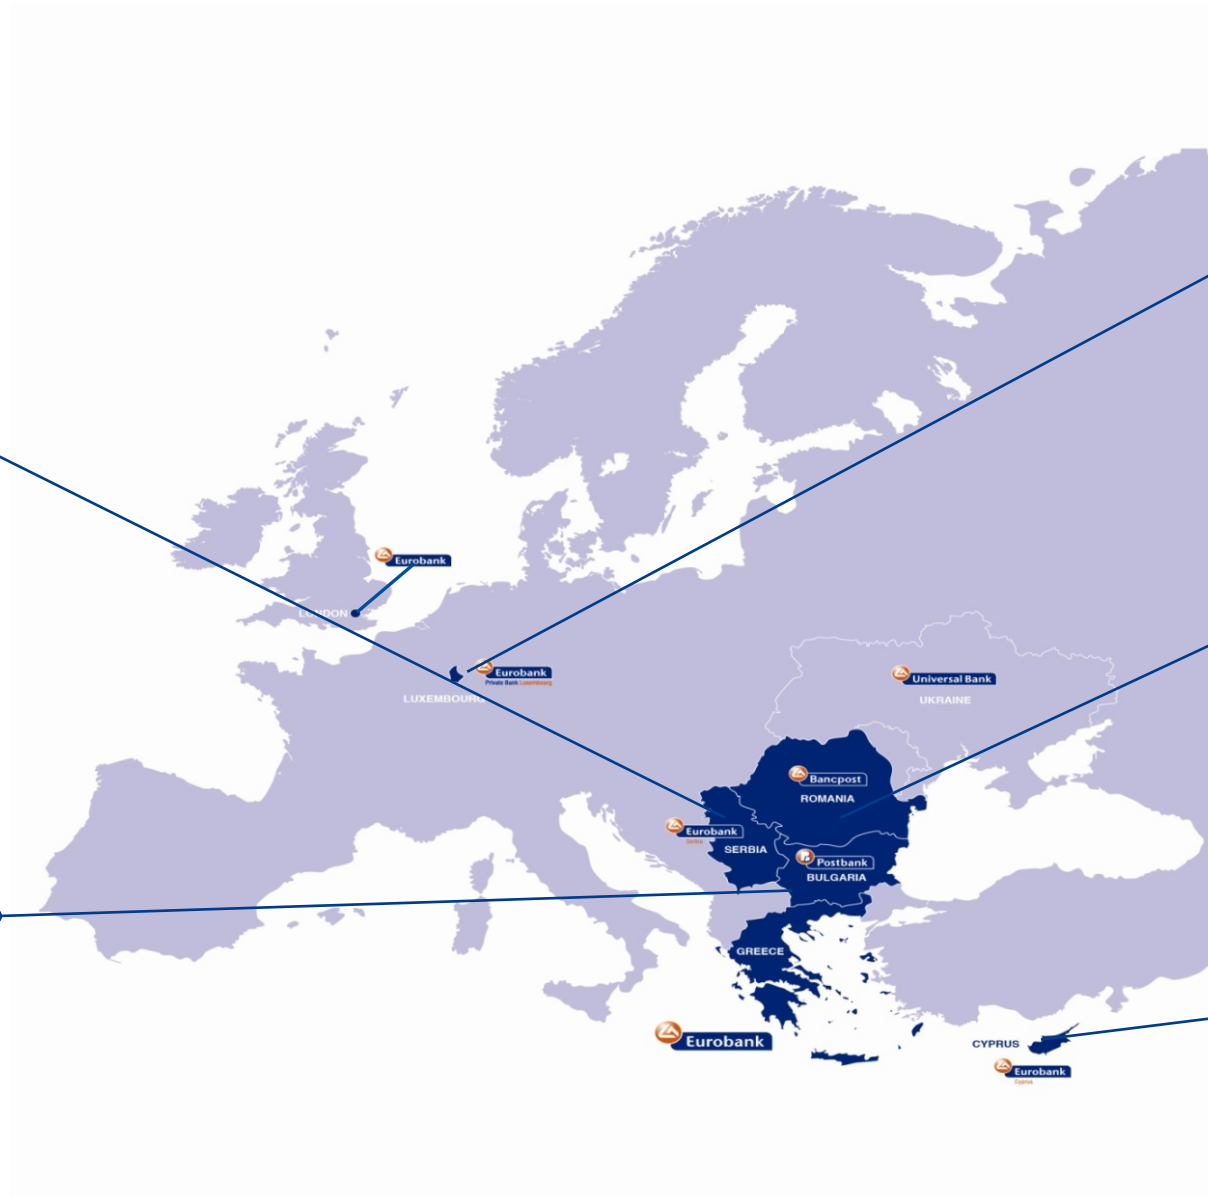 Eurobank
LONDON
Eurobank
Private Bank Luxembourg
LUXEMBOURG
Universal Bank
UKRAINE
Bancpost
ROMANIA
Eurobank
Serbia
SERBIA
Postbank
BULGARIA
GREECE
Eurobank
CYPRUS
Eurobank
Cyprus